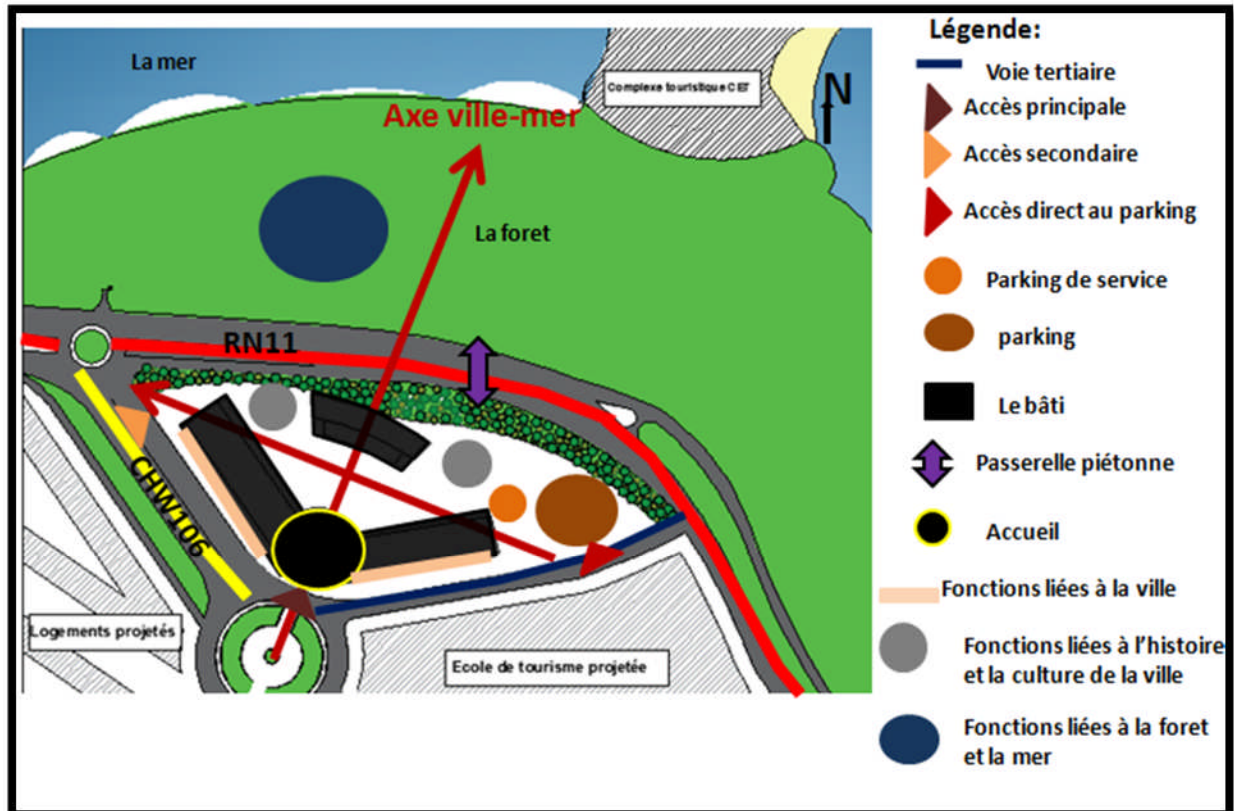 La mer
Complexe touristique CET
N
Axe ville-mer
La foret
RN11
CHW106
Logements projetés
Ecole de tourisme projetée
Légende:
Voie tertiaire
Accès principale
Accès secondaire
Accès direct au parking
Parking de service
parking
Le bâti
Passerelle piétonne
Accueil
Fonctions liées à la ville
Fonctions liées à l’histoire
et la culture de la ville
Fonctions liées à la foret
et la mer